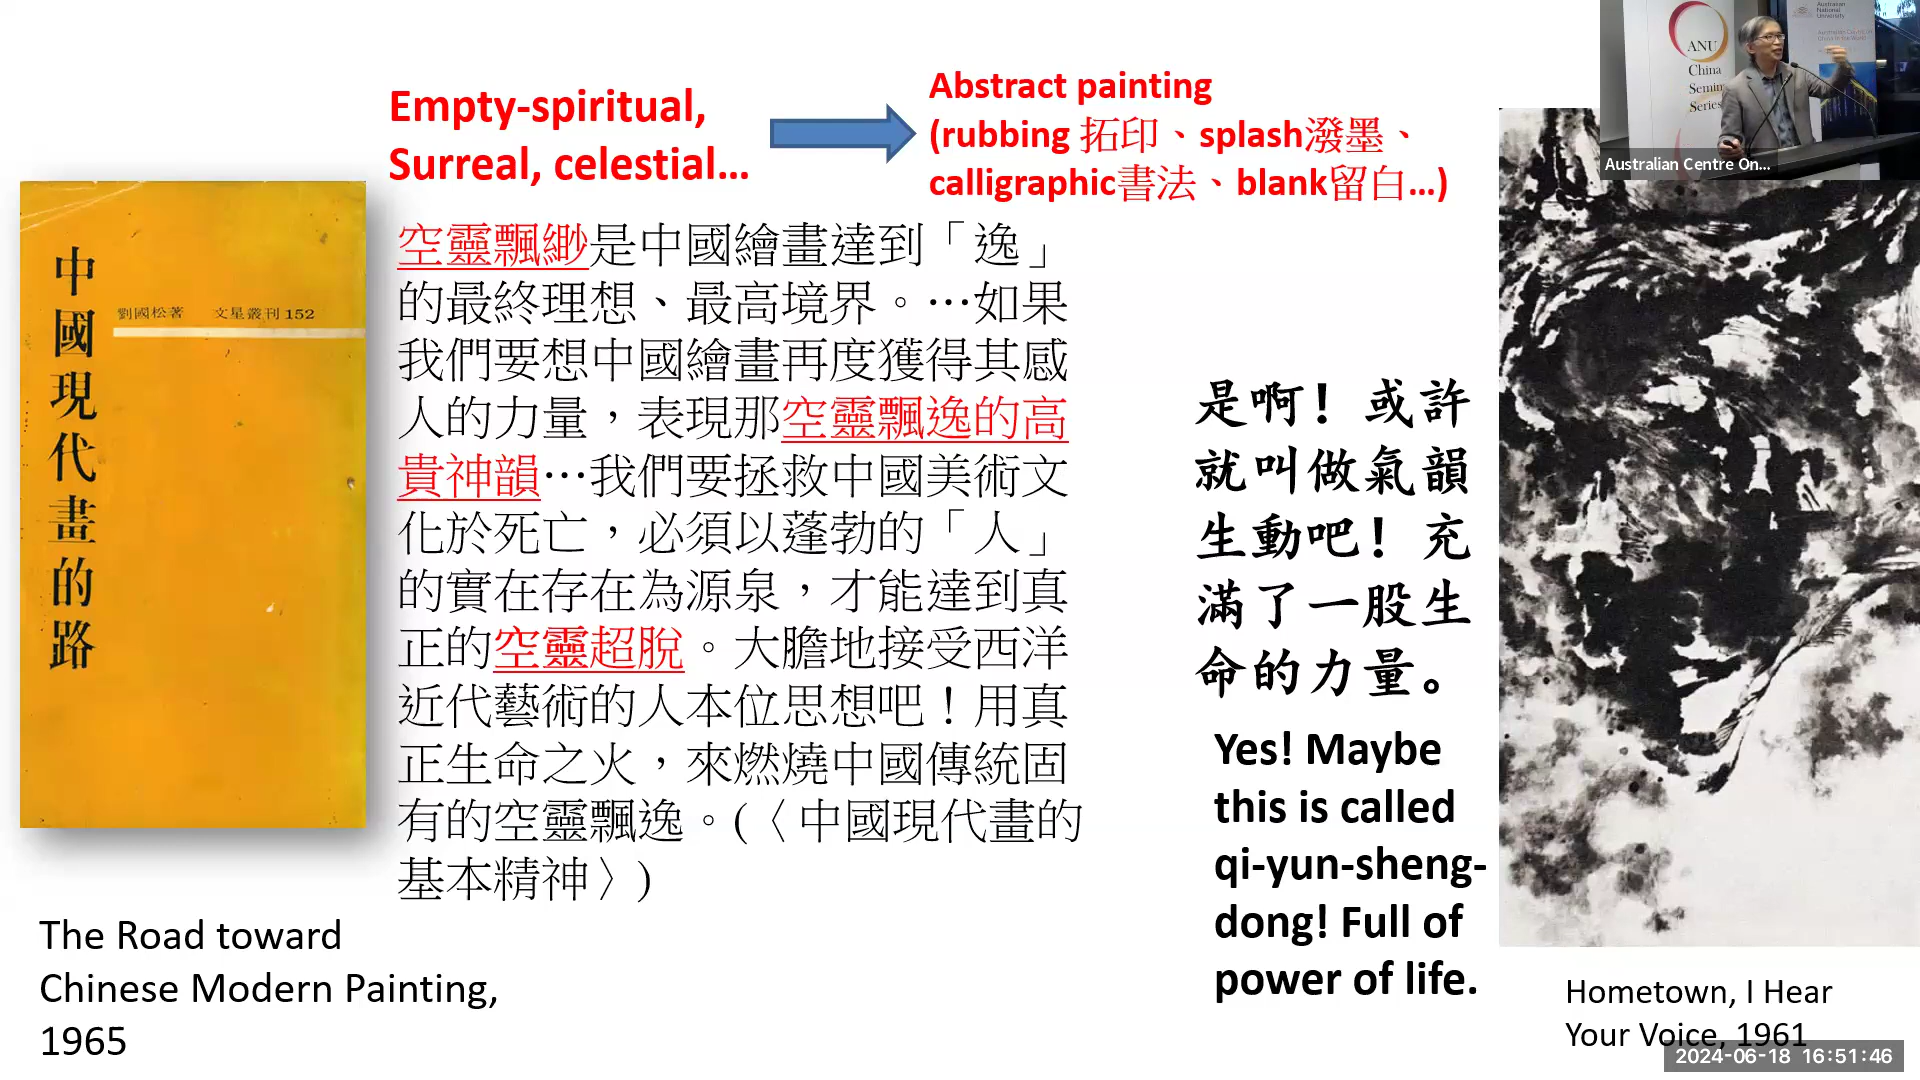 Empty-spiritual,
Surreal, celestial…
Abstract painting
(rubbing 拓印、splash潑墨、
calligraphic書法、blank留白…)
中國現代畫的路
劉國松著 文星叢刊 152
空靈飄緲是中國繪畫達到「逸」
的最終理想、最高境界。…如果
我們要想中國繪畫再度獲得其感
人的力量，表現那空靈飄逸的高
貴神韻…我們要拯救中國美術文
化於死亡，必須以蓬勃的「人」
的實在存在為源泉，才能達到真
正的空靈超脫。大膽地接受西洋
近代藝術的人本位思想吧！用真
正生命之火，來燃燒中國傳統固
有的空靈飄逸。(〈中國現代畫的
基本精神〉)
The Road toward
Chinese Modern Painting,
1965
是啊！或許
就叫做氣韻
生動吧！充
滿了一股生
命的力量。
Yes! Maybe
this is called
qi-yun-sheng-
dong! Full of
power of life.
Hometown, I Hear
Your Voice, 1961
ANU
China
Semin
Series
Australian
National
University
Australian Centre On...
2024-06-18 16:51:46